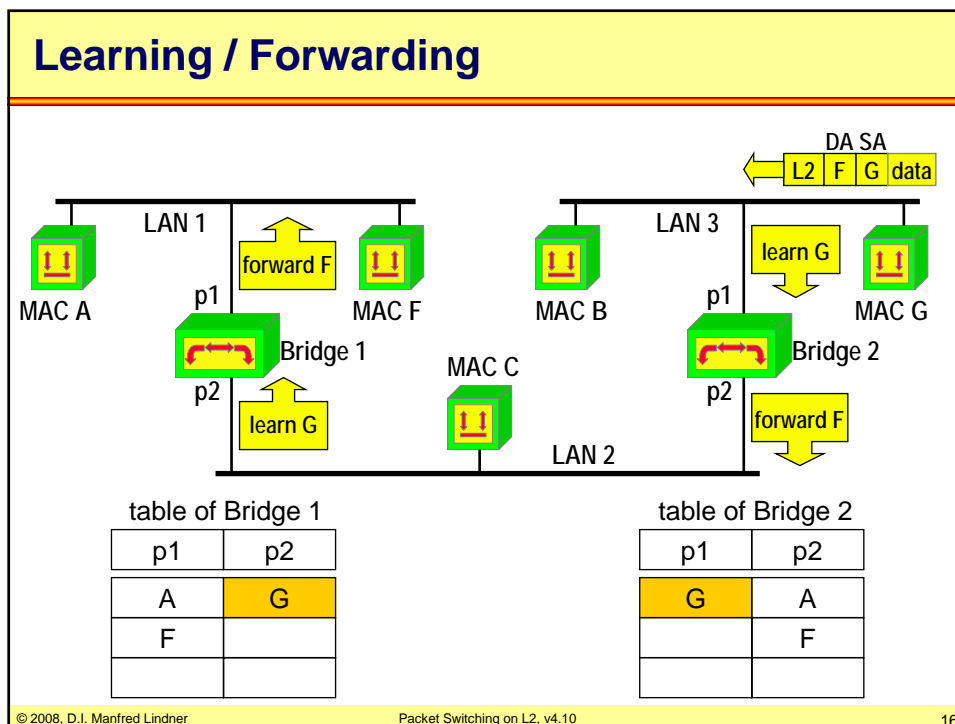 Learning / Forwarding
DA SA
L2 F G data
LAN 1
LAN 3
forward F
learn G
MAC A
p1
MAC F
MAC B
p1
MAC G
Bridge 1
MAC C
Bridge 2
p2
p2
learn G
forward F
LAN 2
table of Bridge 1
p1 p2
A G
F
table of Bridge 2
p1 p2
G A
F
© 2008, D.I. Manfred Lindner
Packet Switching on L2, v4.10
16